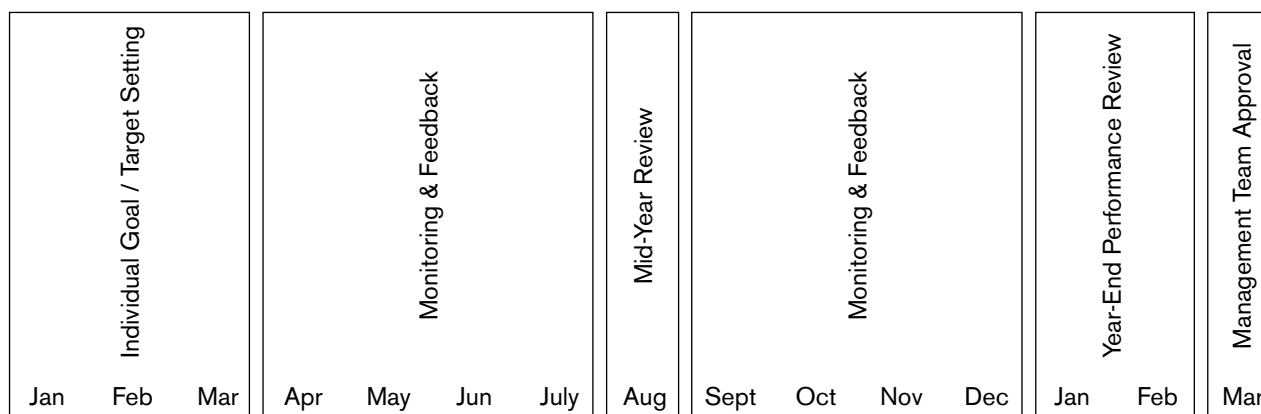 Individual Goal / Target Setting
Jan Feb Mar
Monitoring & Feedback
Apr May Jun July
Mid-Year Review
Aug
Monitoring & Feedback
Sept Oct Nov Dec
Year-End Performance Review
Jan Feb
Management Team Approval
Mar